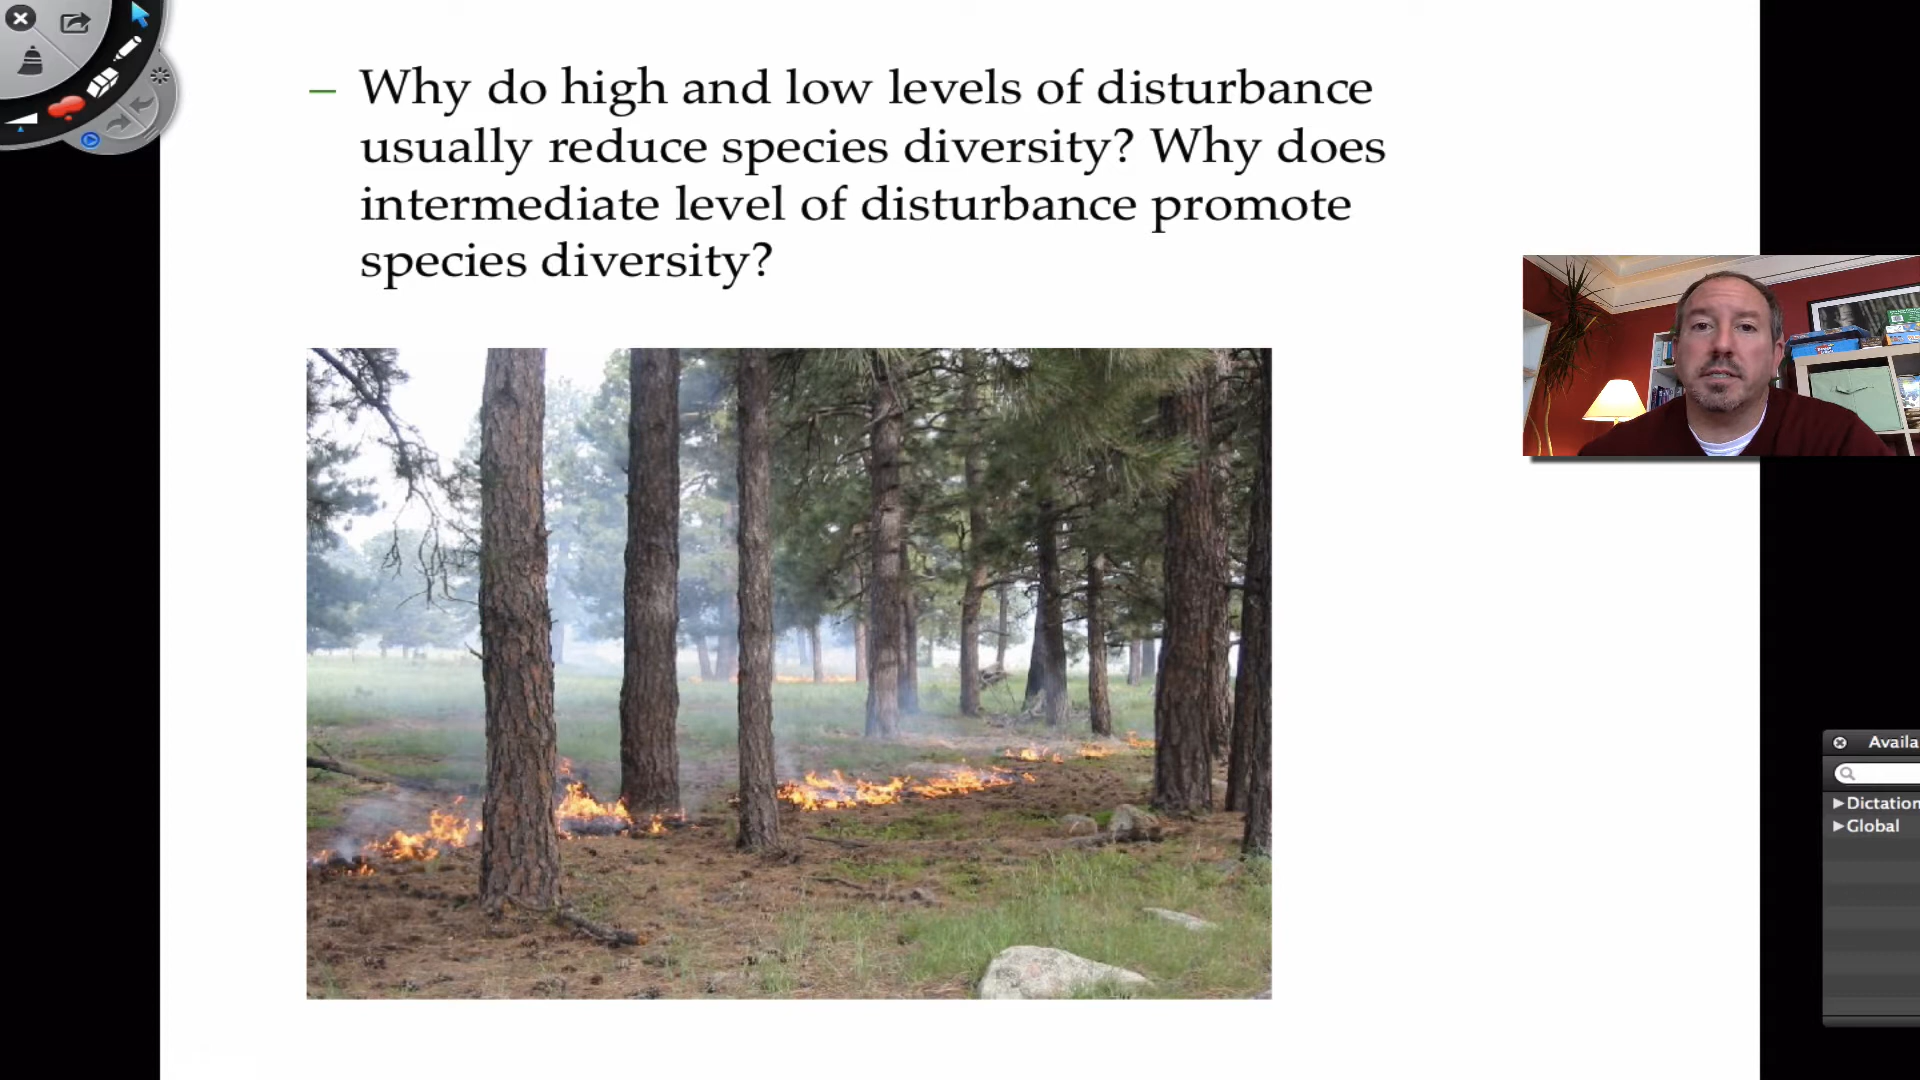 – Why do high and low levels of disturbance
usually reduce species diversity? Why does
intermediate level of disturbance promote
species diversity?
Availa
Dictation
Global